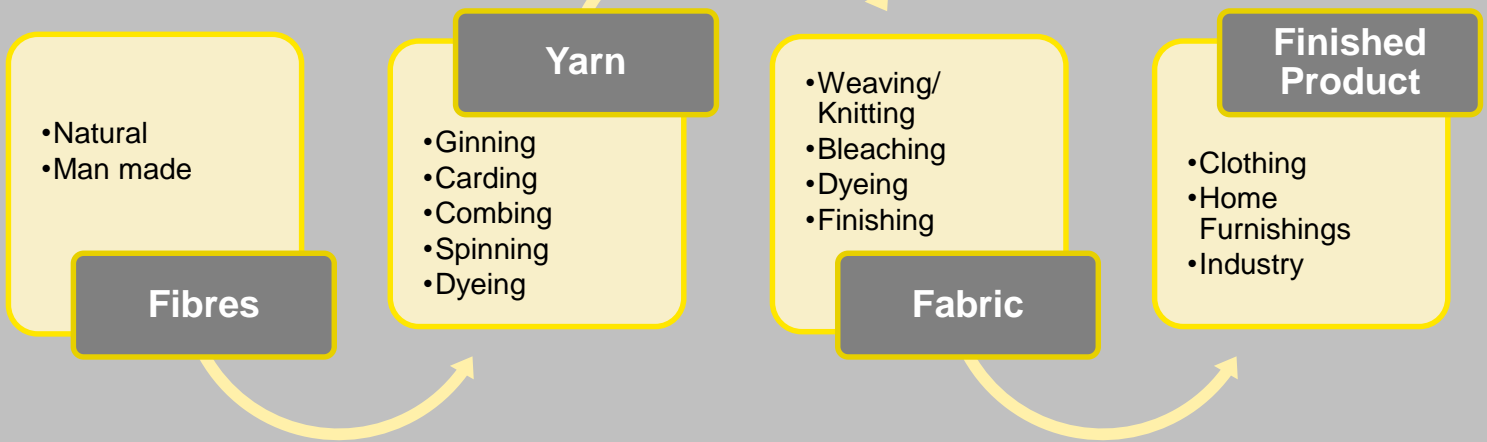 •Natural
•Man made
Fibres
Yarn
•Ginning
•Carding
•Combing
•Spinning
•Dyeing
•Weaving/
Knitting
•Bleaching
•Dyeing
•Finishing
Fabric
Finished
Product
•Clothing
•Home
Furnishings
•Industry